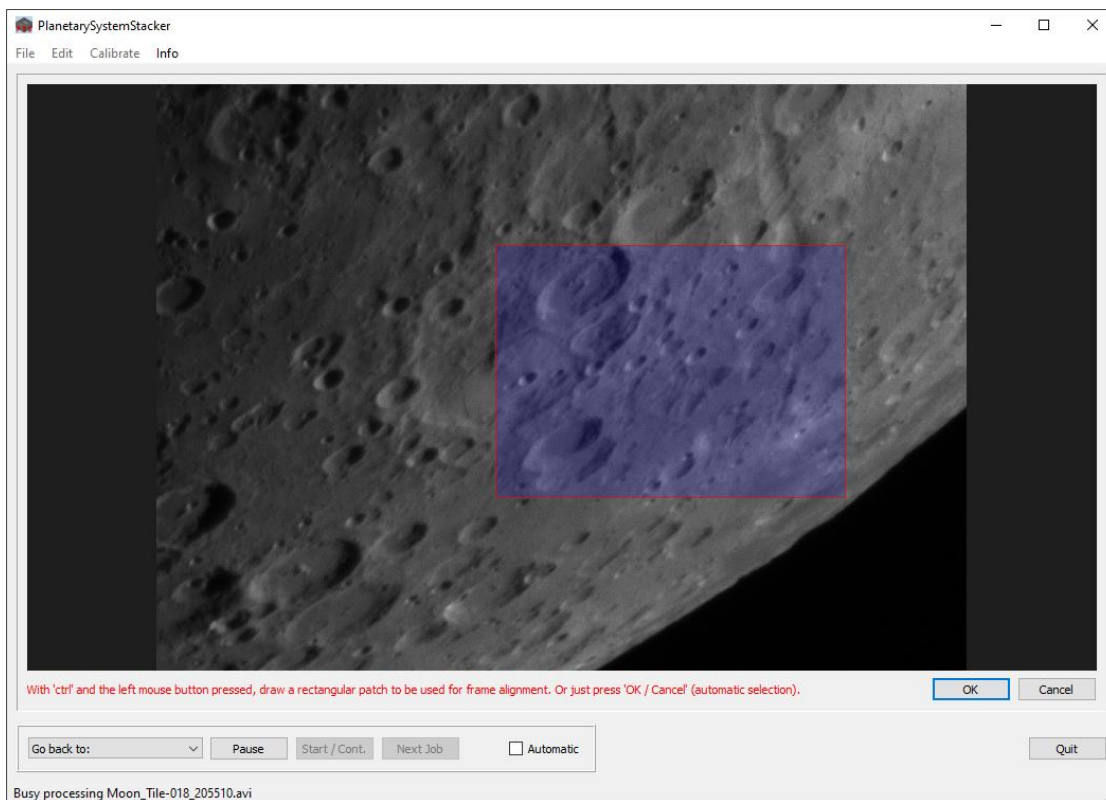 PlanetarySystemStacker
File Edit Calibrate Info
With 'ctrl' and the left mouse button pressed, draw a rectangular patch to be used for frame alignment. Or just press 'OK / Cancel' (automatic selection).
OK Cancel
Go back to: Pause Start / Cont. Next Job Automatic Quit
Busy processing Moon_Tile-018_205510.avi